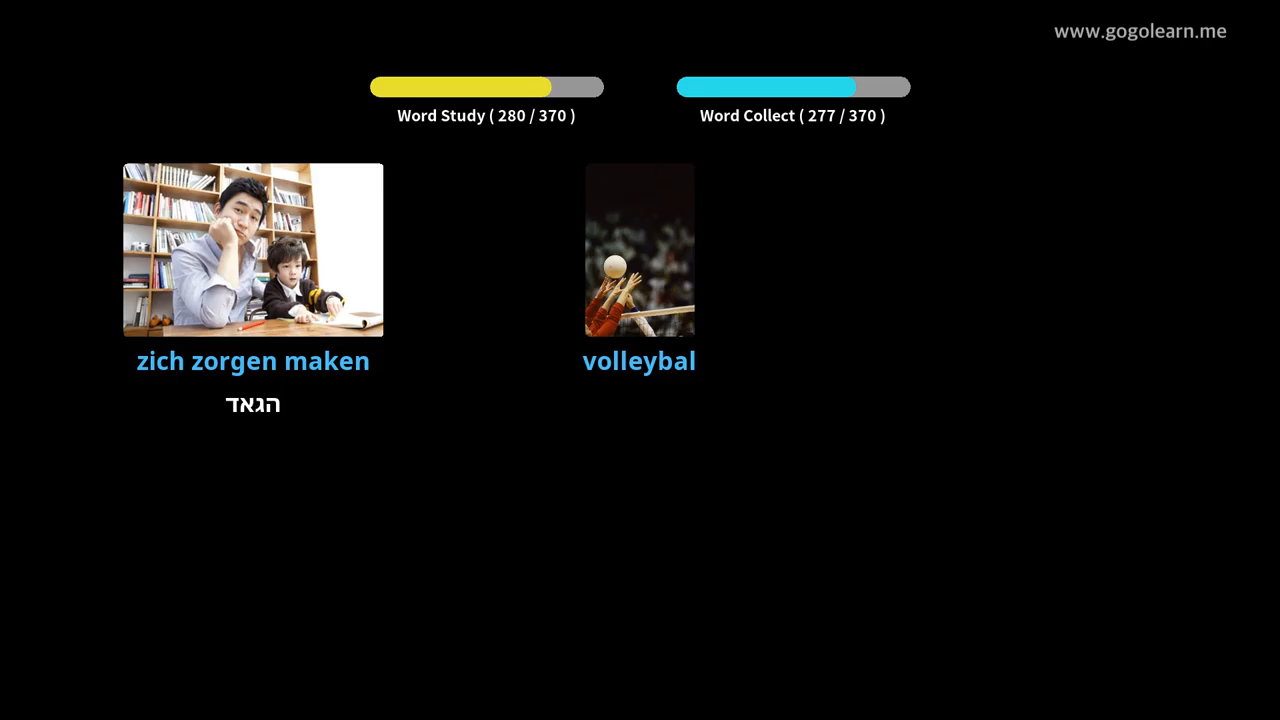 www.gogolearn.me
Word Study ( 280 / 370 )
Word Collect ( 277 / 370 )
zich zorgen maken
volleybal
הגאד